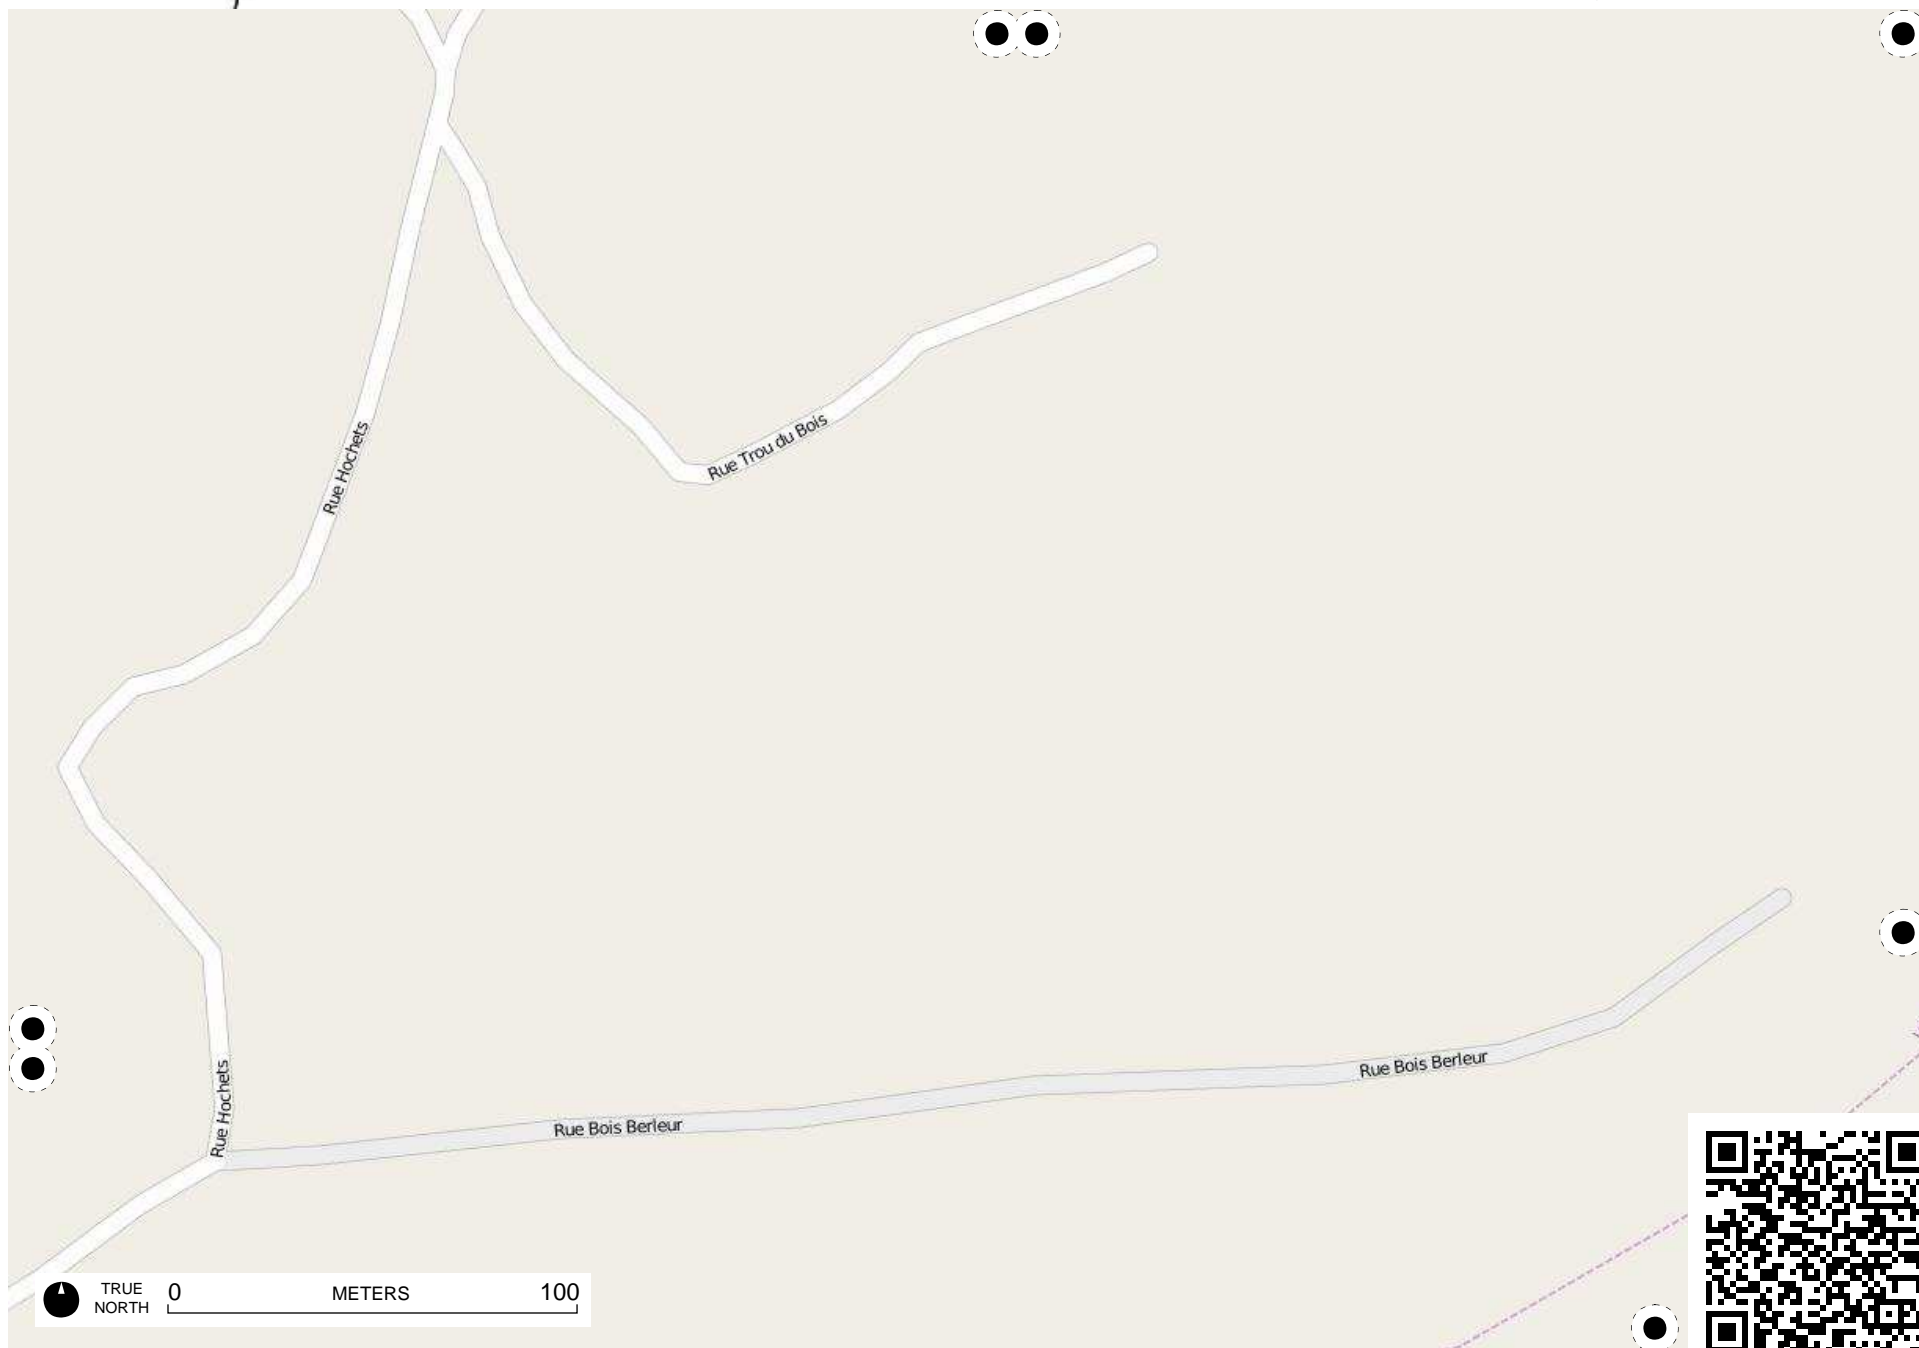 Rue Hochets
Rue Trou du Bois
Rue Hochets
Rue Bois Berleur
Rue Bois Berleur
TRUE
NORTH
0 METERS 100